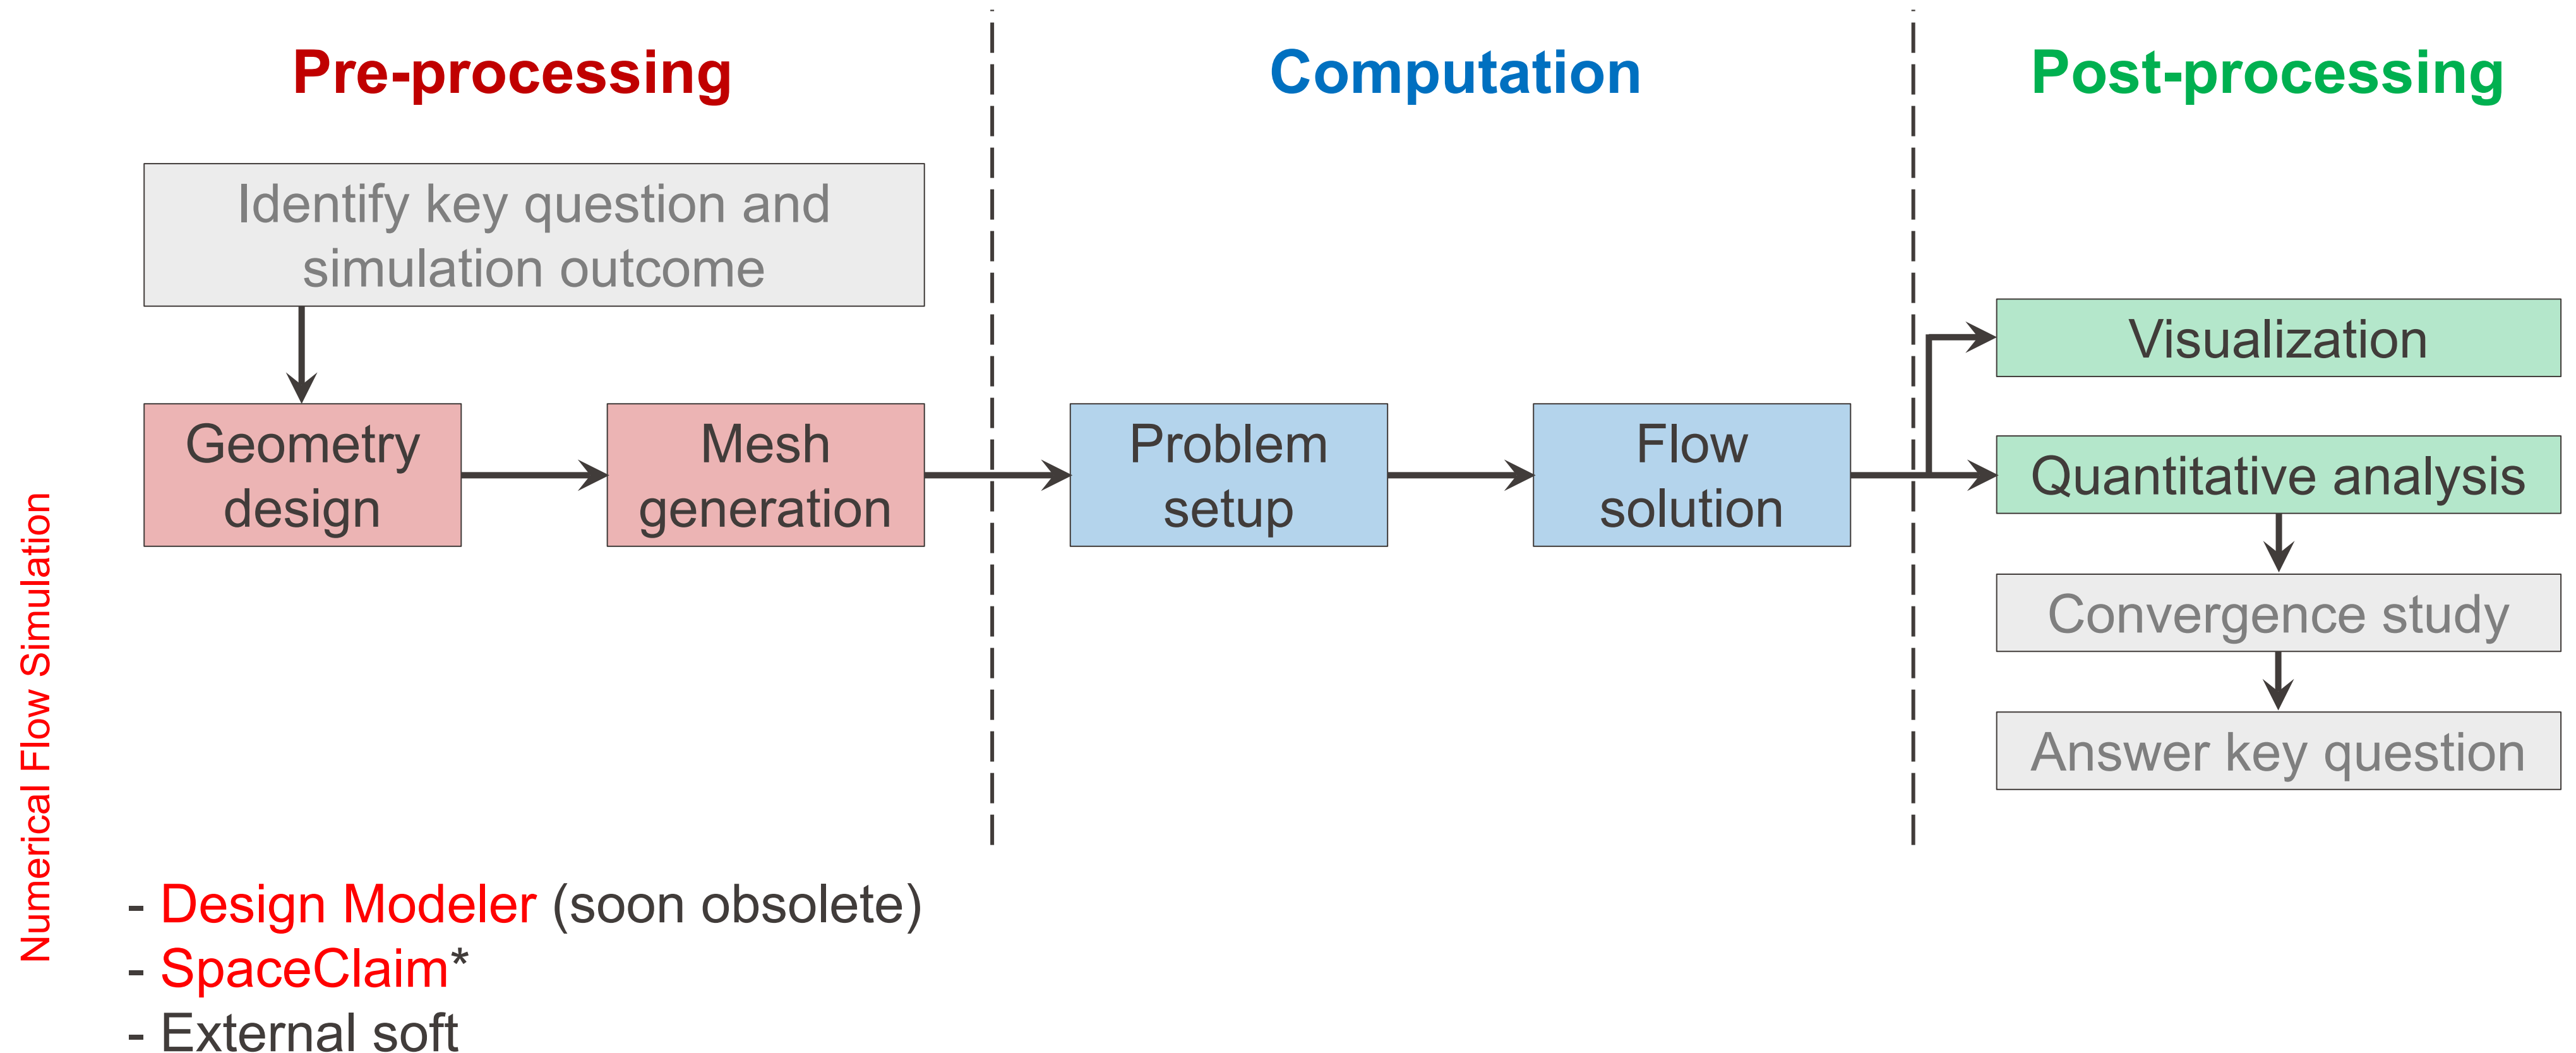 Pre-processing
Computation
Post-processing
Identify key question and
simulation outcome
Geometry
design
Mesh
generation
Problem
setup
Flow
solution
Visualization
Quantitative analysis
Convergence study
Answer key question
Numerical Flow Simulation
- Design Modeler (soon obsolete)
- SpaceClaim*
- External soft